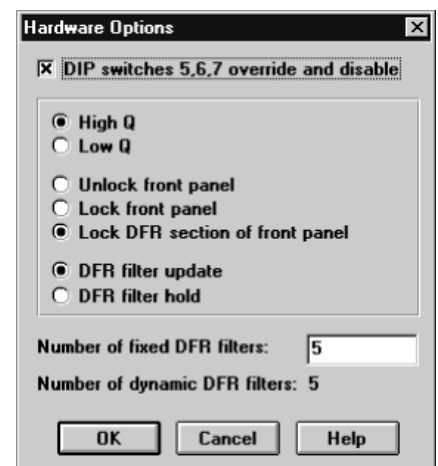 Hardware Options
DIP switches 5,6,7 override and disable
High Q
Low Q
Unlock front panel
Lock front panel
Lock DFR section of front panel
DFR filter update
DFR filter hold
Number of fixed DFR filters: 5
Number of dynamic DFR filters: 5
OK Cancel Help